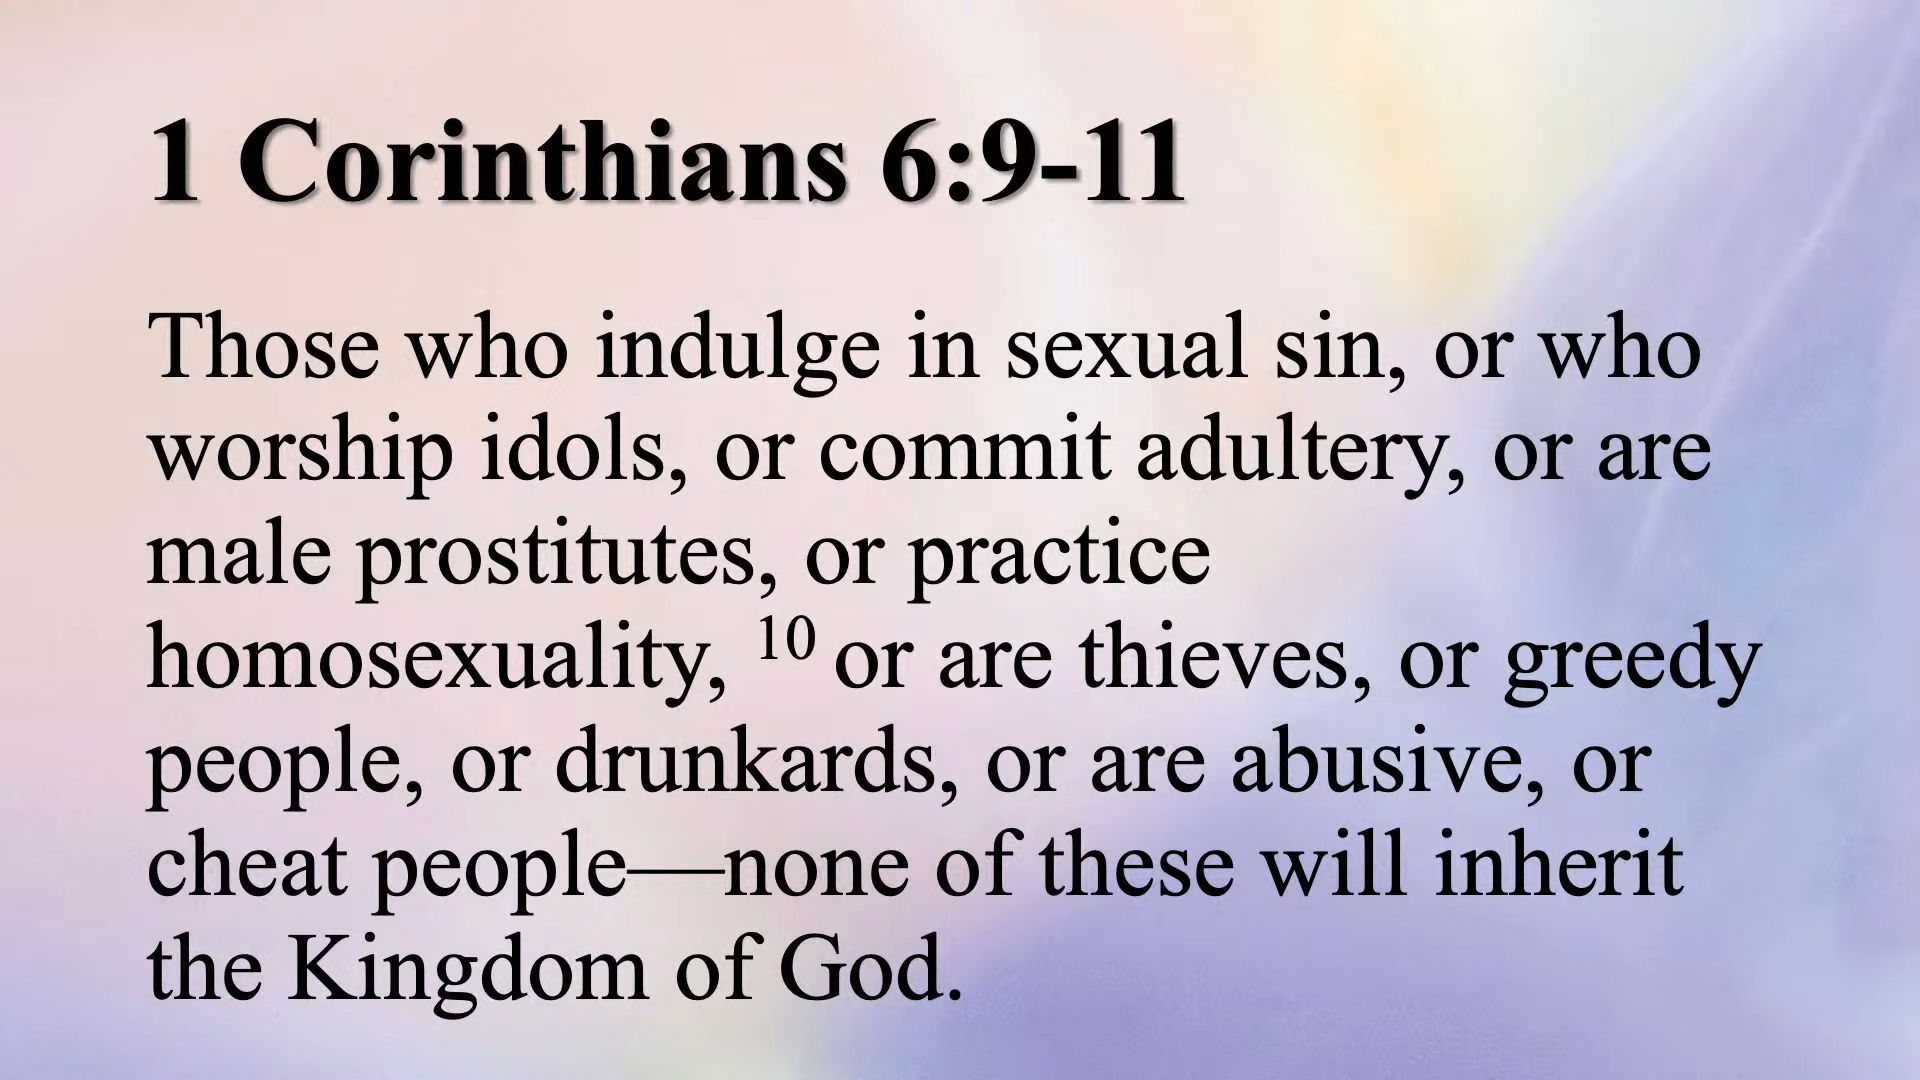 1 Corinthians 6:9-11
Those who indulge in sexual sin, or who
worship idols, or commit adultery, or are
male prostitutes, or practice
homosexuality, 10 or are thieves, or greedy
people, or drunkards, or are abusive, or
cheat people—none of these will inherit
the Kingdom of God.